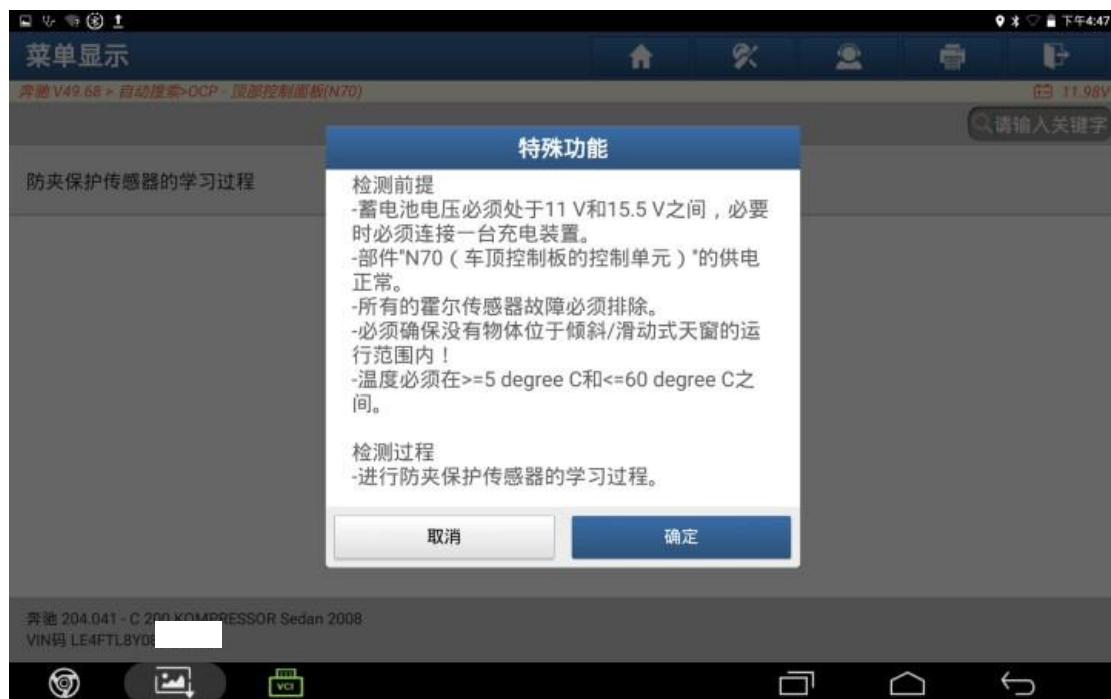 下午4:47
菜单显示
奔驰 V49.68 > 自动搜索>OCP - 顶部控制面板(N70)
11.98V
请输入关键字
特殊功能
防夹保护传感器的学习过程
检测前提
-蓄电池电压必须处于11 V和15.5 V之间，必要
时必须连接一台充电装置。
-部件"N70（车顶控制板的控制单元）"的供电
正常。
-所有的霍尔传感器故障必须排除。
-必须确保没有物体位于倾斜/滑动式天窗的运
行范围内！
-温度必须在>=5 degree C和<=60 degree C之
间。
检测过程
-进行防夹保护传感器的学习过程。
取消
确定
奔驰 204.041 - C 200 KOMPRESSOR Sedan 2008
VIN码 LE4FTL8Y08
VCI